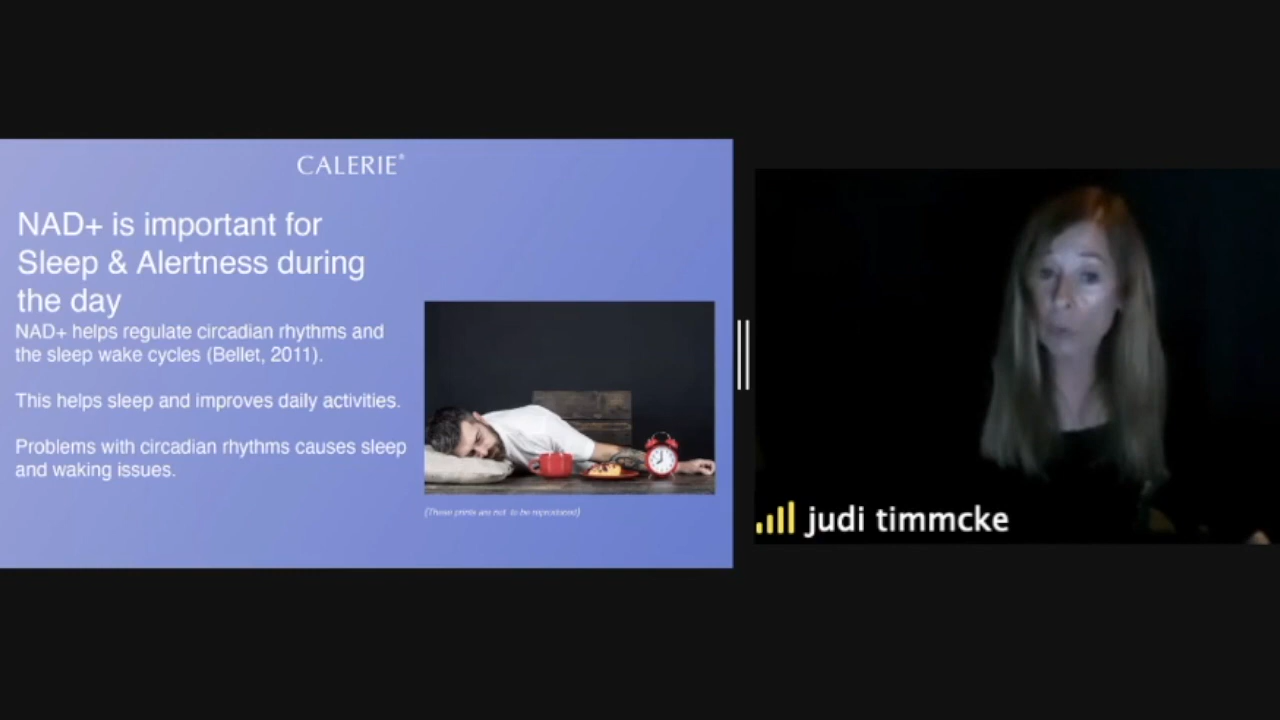 CALERIE®
NAD+ is important for
Sleep & Alertness during
the day
NAD+ helps regulate circadian rhythms and
the sleep wake cycles (Bellet, 2011).
This helps sleep and improves daily activities.
Problems with circadian rhythms causes sleep
and waking issues.
(These prints are not to be reproduced)
judi timmcke